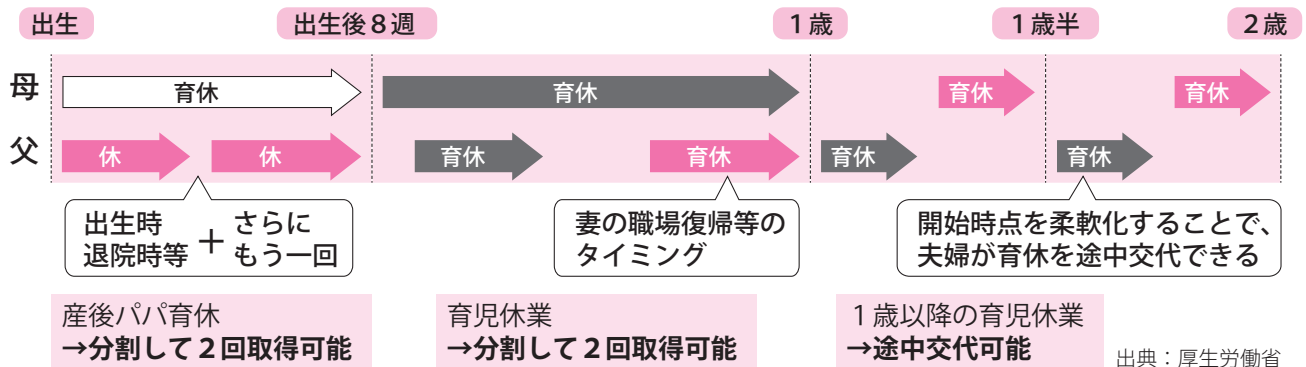 出生 出生後８週 １歳 １歳半 ２歳
母 育休 育休 育休 育休
父 休 休 育休 育休 育休 育休
出生時
退院時等
＋
さらに
もう一回
妻の職場復帰等の
タイミング
開始時点を柔軟化することで、
夫婦が育休を途中交代できる
産後パパ育休
→分割して２回取得可能
育児休業
→分割して２回取得可能
１歳以降の育児休業
→途中交代可能
出典：厚生労働省